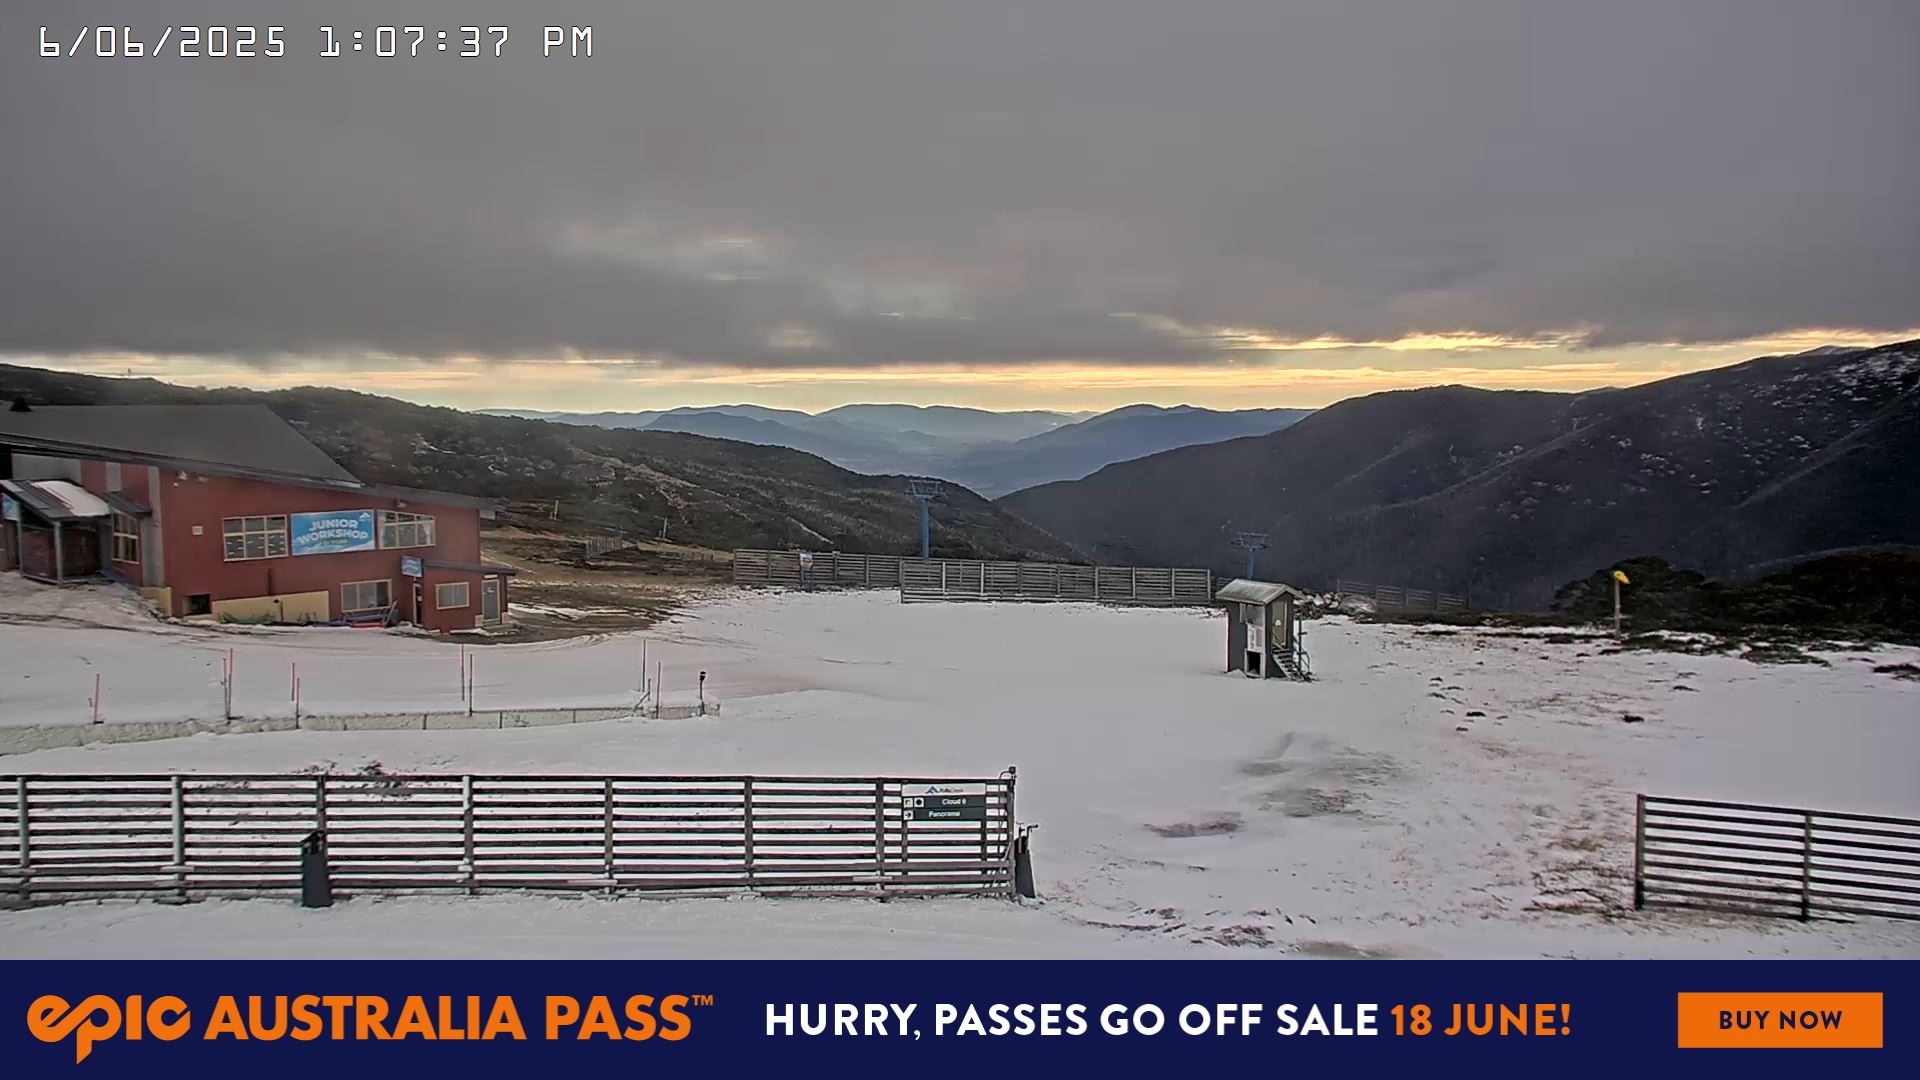 6/06/2025 1:07:37 PM
JUNIOR
WORKSHOP
Cloud 9
Panorama
epic AUSTRALIA PASS™
HURRY, PASSES GO OFF SALE 18 JUNE!
BUY NOW